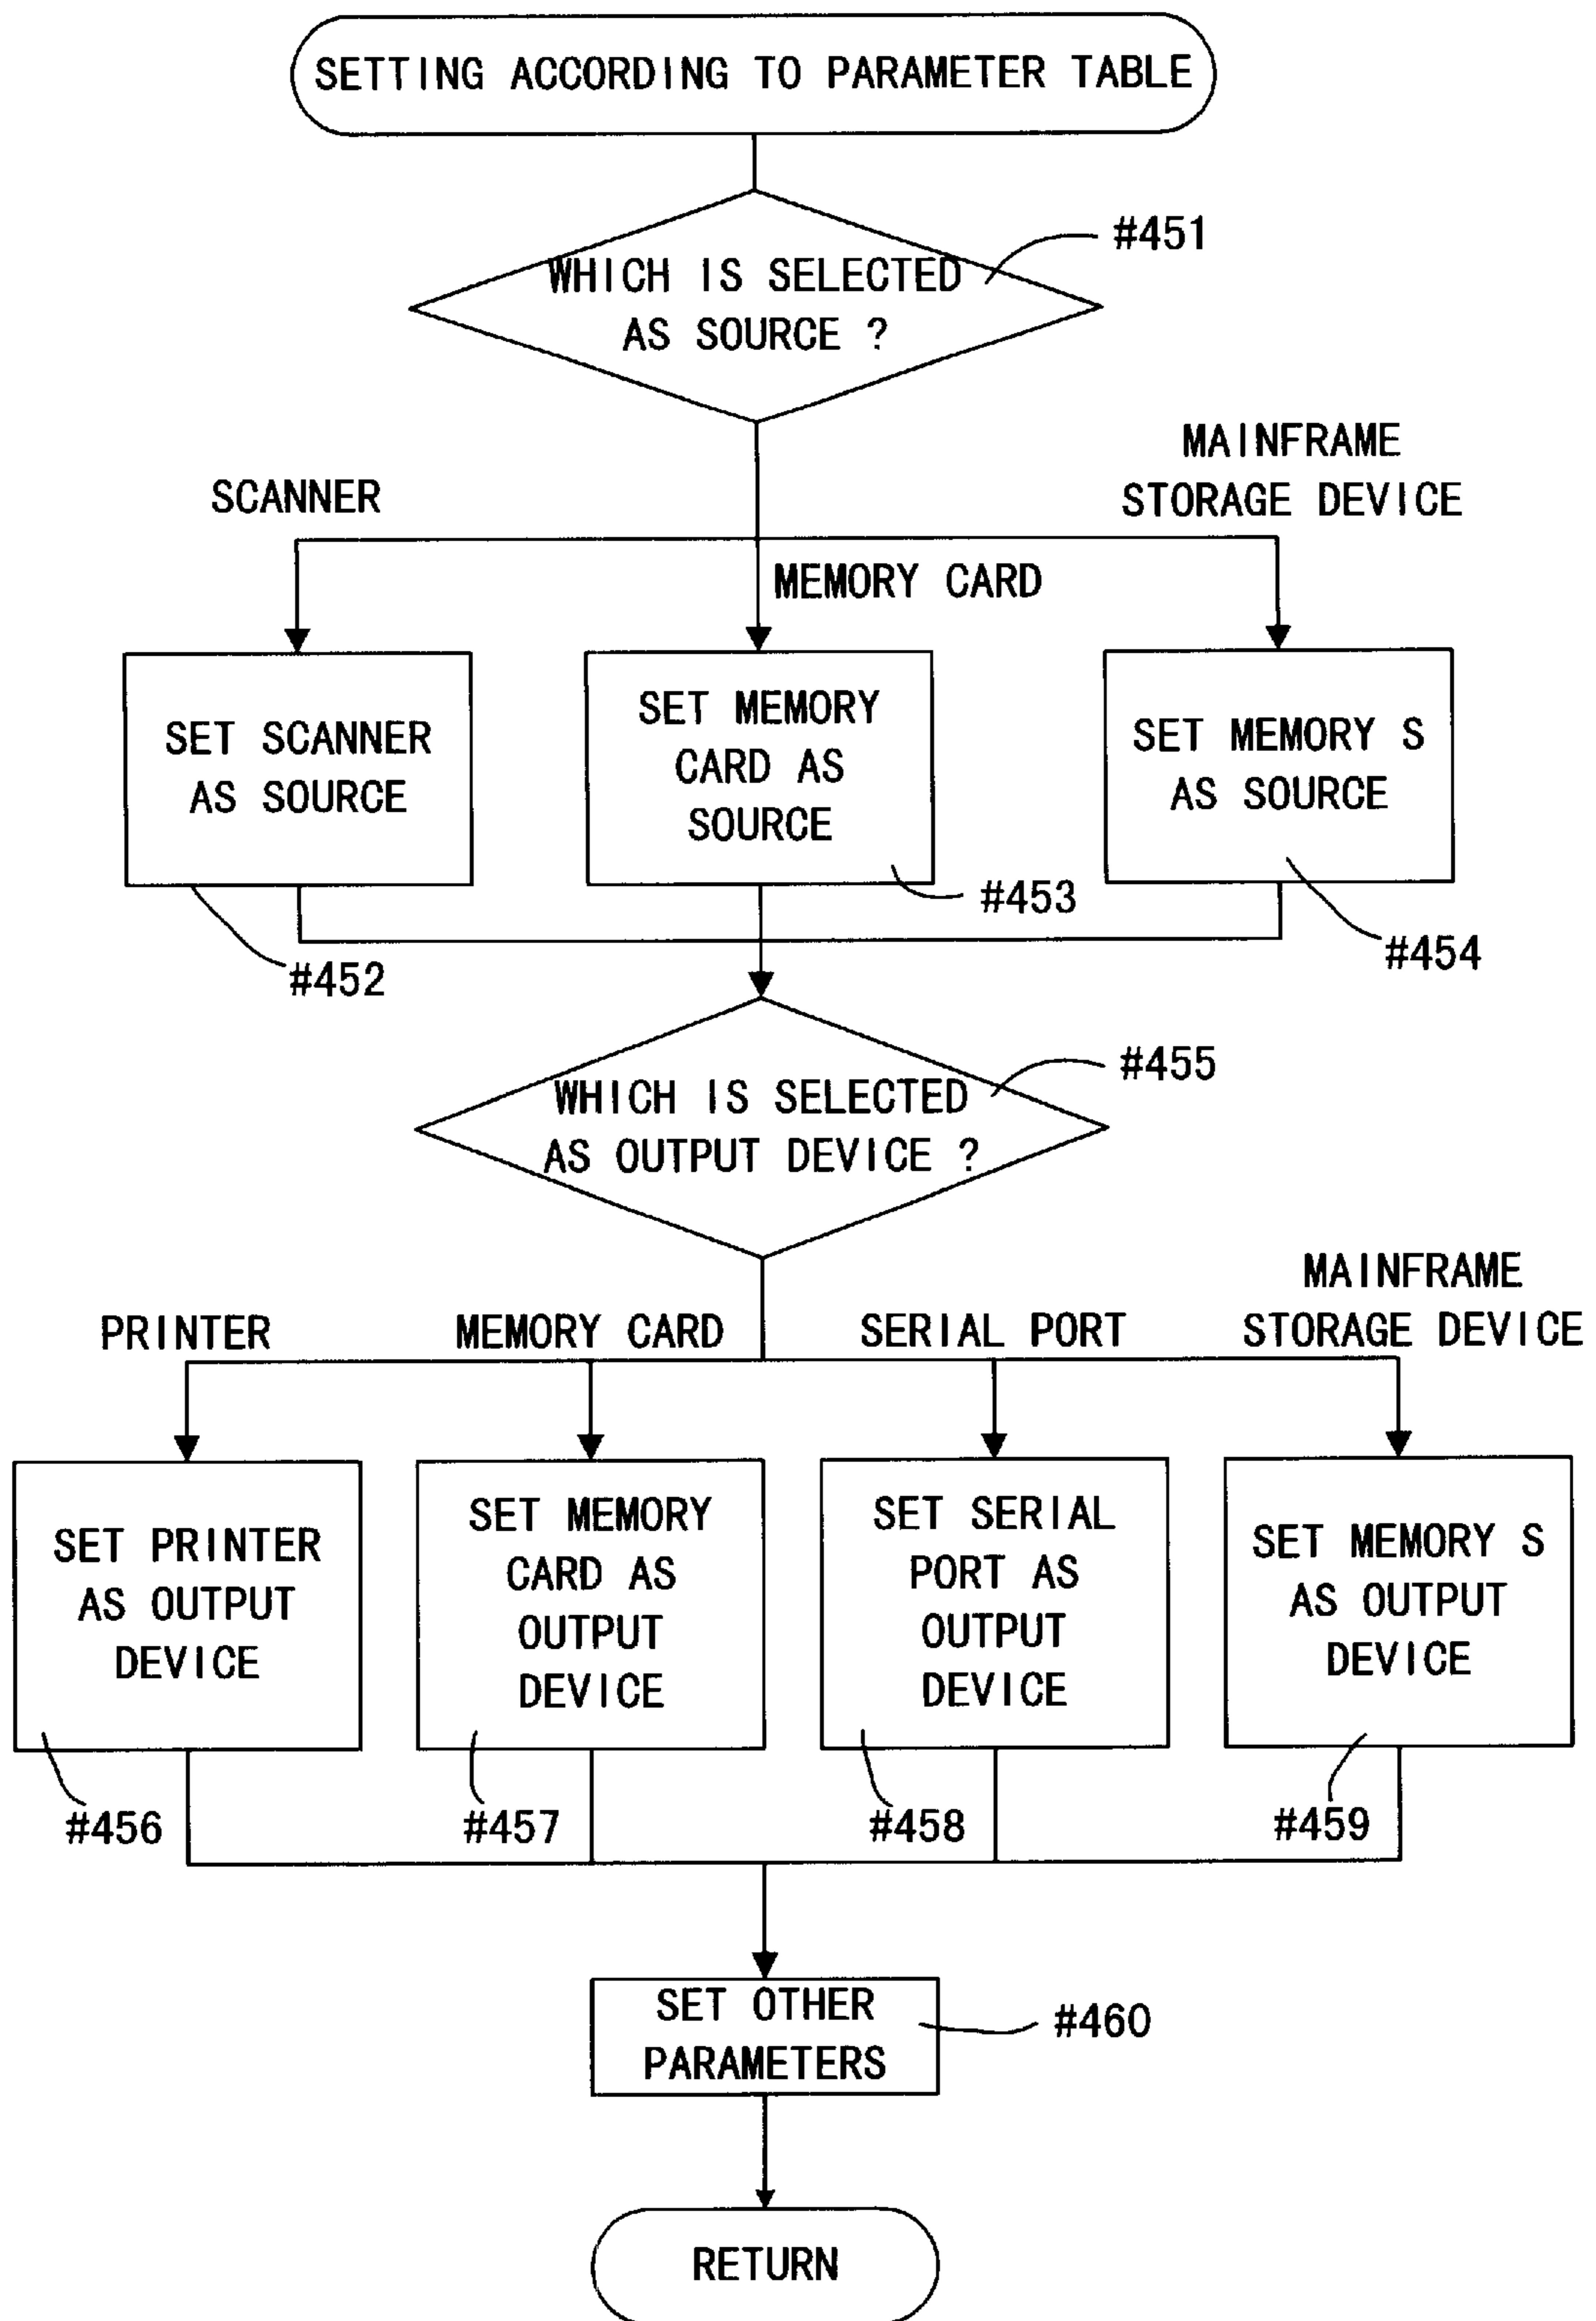 SETTING ACCORDING TO PARAMETER TABLE
#451
WHICH IS SELECTED
AS SOURCE ?
MAINFRAME
STORAGE DEVICE
SCANNER
MEMORY CARD
SET SCANNER
AS SOURCE
SET MEMORY
CARD AS
SOURCE
SET MEMORY S
AS SOURCE
#452
#453
#454
#455
WHICH IS SELECTED
AS OUTPUT DEVICE ?
PRINTER
MEMORY CARD
SERIAL PORT
MAINFRAME
STORAGE DEVICE
SET PRINTER
AS OUTPUT
DEVICE
SET MEMORY
CARD AS
OUTPUT
DEVICE
SET SERIAL
PORT AS
OUTPUT
DEVICE
SET MEMORY S
AS OUTPUT
DEVICE
#456
#457
#458
#459
SET OTHER
PARAMETERS
#460
RETURN